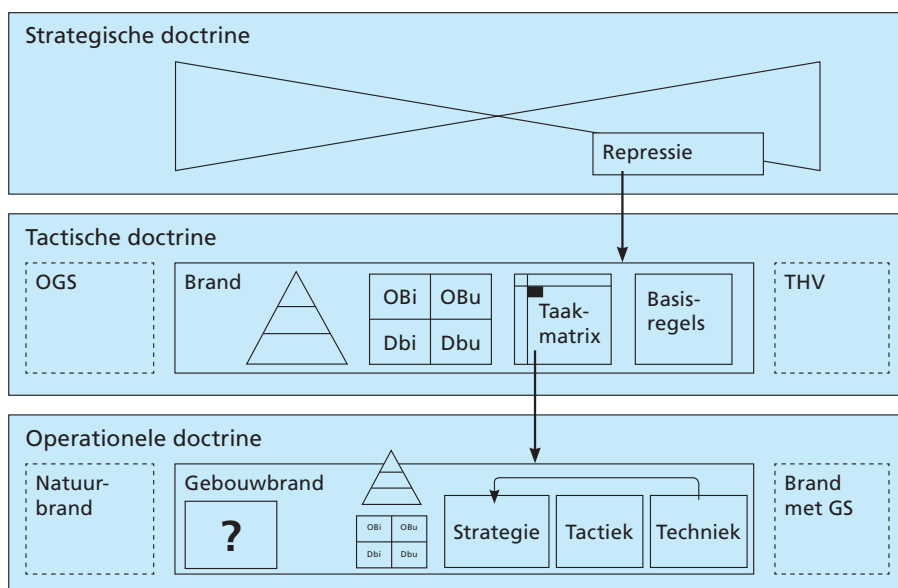 Strategische doctrine
Repressie
Tactische doctrine
OGS
Brand
OBi
OBu
Dbi
Dbu
Taak-
matrix
Basis-
regels
THV
Operationele doctrine
Natuur-
brand
Gebouwbrand
?
OBi
OBu
Dbi
Dbu
Strategie
Tactiek
Techniek
Brand
met GS